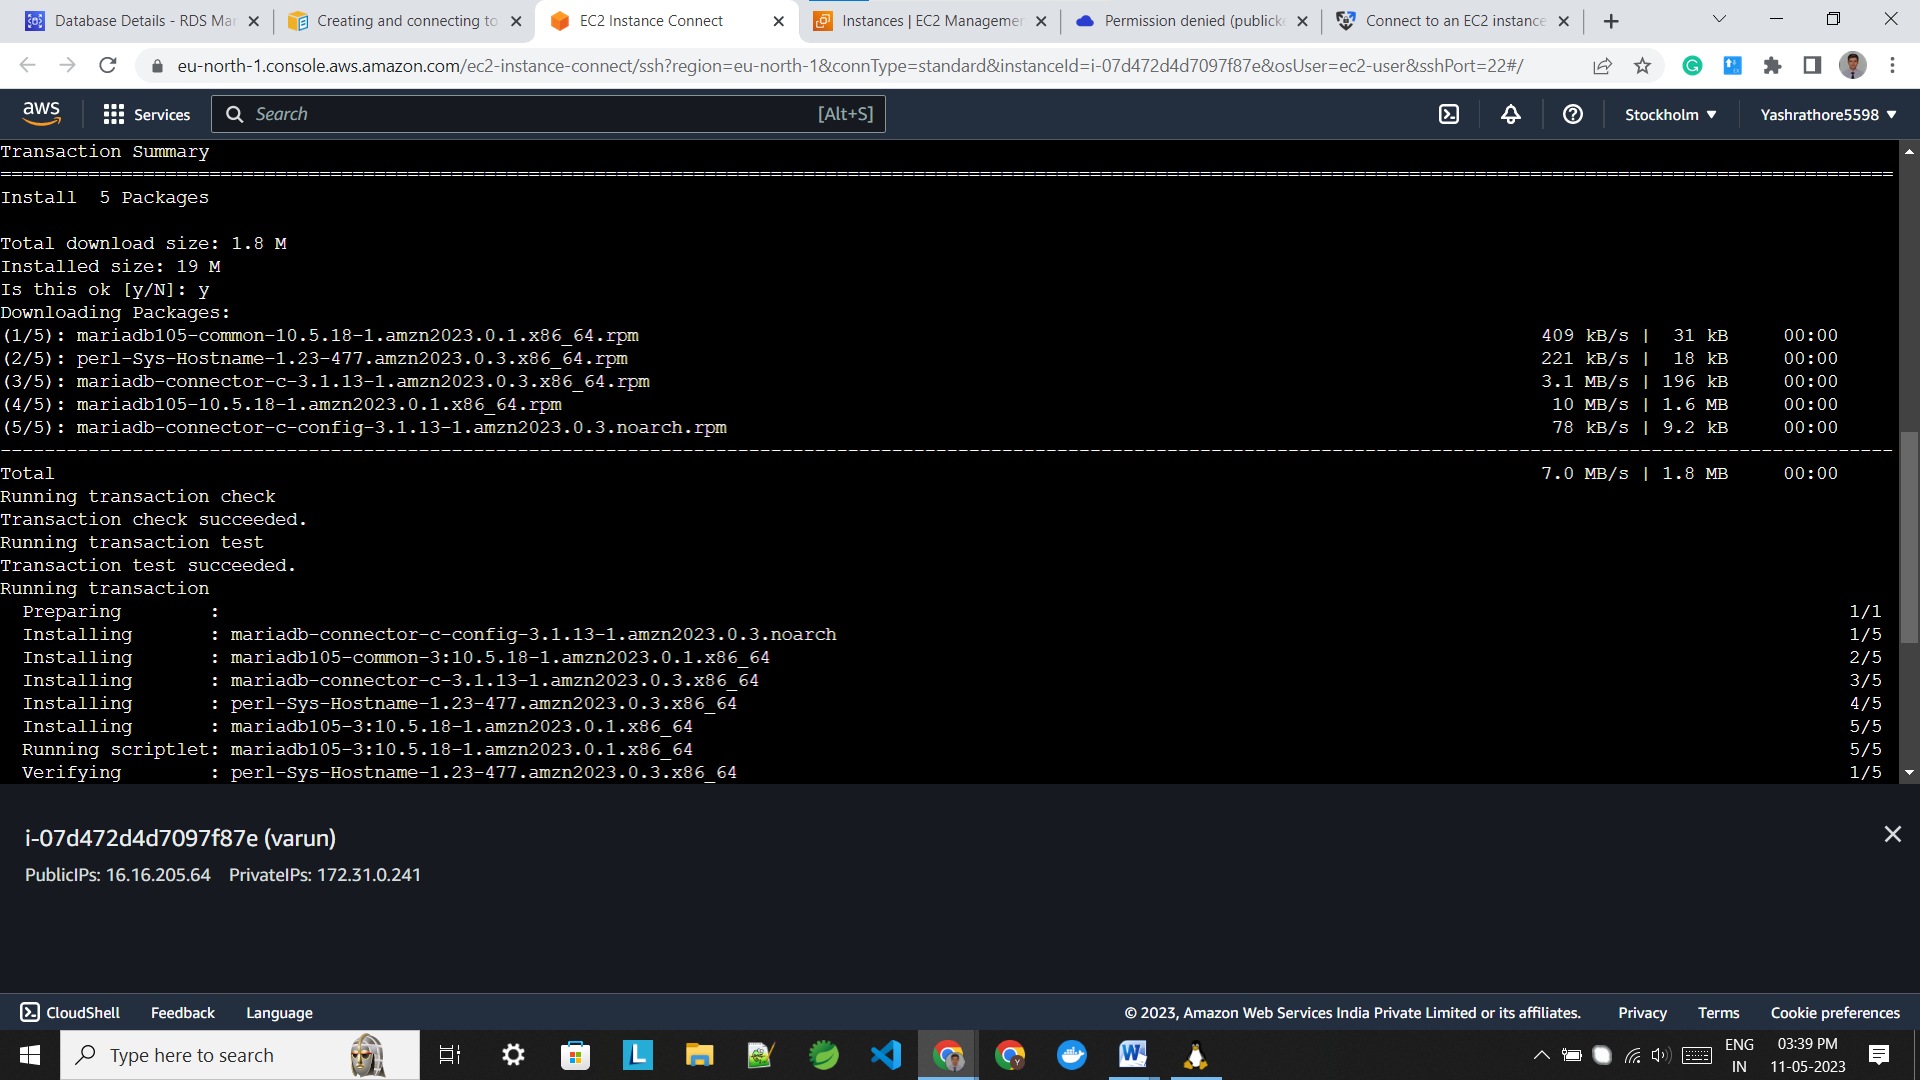 Database Details - RDS Mar
Creating and connecting to
EC2 Instance Connect
Instances | EC2 Managemen
Permission denied (publicke
Connect to an EC2 instance
eu-north-1.console.aws.amazon.com/ec2-instance-connect/ssh?region=eu-north-1&connType=standard&instanceId=i-07d472d4d7097f87e&osUser=ec2-user&sshPort=22#/
aws
Services
Search
[Alt+S]
Stockholm
Yashrathore5598
Transaction Summary
Install  5 Packages
Total download size: 1.8 M
Installed size: 19 M
Is this ok [y/N]: y
Downloading Packages:
(1/5): mariadb105-common-10.5.18-1.amzn2023.0.1.x86_64.rpm 409 kB/s | 31 kB 00:00
(2/5): perl-Sys-Hostname-1.23-477.amzn2023.0.3.x86_64.rpm 221 kB/s | 18 kB 00:00
(3/5): mariadb-connector-c-3.1.13-1.amzn2023.0.3.x86_64.rpm 3.1 MB/s | 196 kB 00:00
(4/5): mariadb105-10.5.18-1.amzn2023.0.1.x86_64.rpm 10 MB/s | 1.6 MB 00:00
(5/5): mariadb-connector-c-config-3.1.13-1.amzn2023.0.3.noarch.rpm 78 kB/s | 9.2 kB 00:00
Total 7.0 MB/s | 1.8 MB 00:00
Running transaction check
Transaction check succeeded.
Running transaction test
Transaction test succeeded.
Running transaction
Preparing : 1/1
Installing : mariadb-connector-c-config-3.1.13-1.amzn2023.0.3.noarch 1/5
Installing : mariadb105-common-3:10.5.18-1.amzn2023.0.1.x86_64 2/5
Installing : mariadb-connector-c-3.1.13-1.amzn2023.0.3.x86_64 3/5
Installing : perl-Sys-Hostname-1.23-477.amzn2023.0.3.x86_64 4/5
Installing : mariadb105-3:10.5.18-1.amzn2023.0.1.x86_64 5/5
Running scriptlet: mariadb105-3:10.5.18-1.amzn2023.0.1.x86_64 5/5
Verifying : perl-Sys-Hostname-1.23-477.amzn2023.0.3.x86_64 1/5
i-07d472d4d7097f87e (varun)
PublicIPs: 16.16.205.64 PrivateIPs: 172.31.0.241
CloudShell
Feedback
Language
© 2023, Amazon Web Services India Private Limited or its affiliates.
Privacy
Terms
Cookie preferences
Type here to search
ENG
IN
03:39 PM
11-05-2023